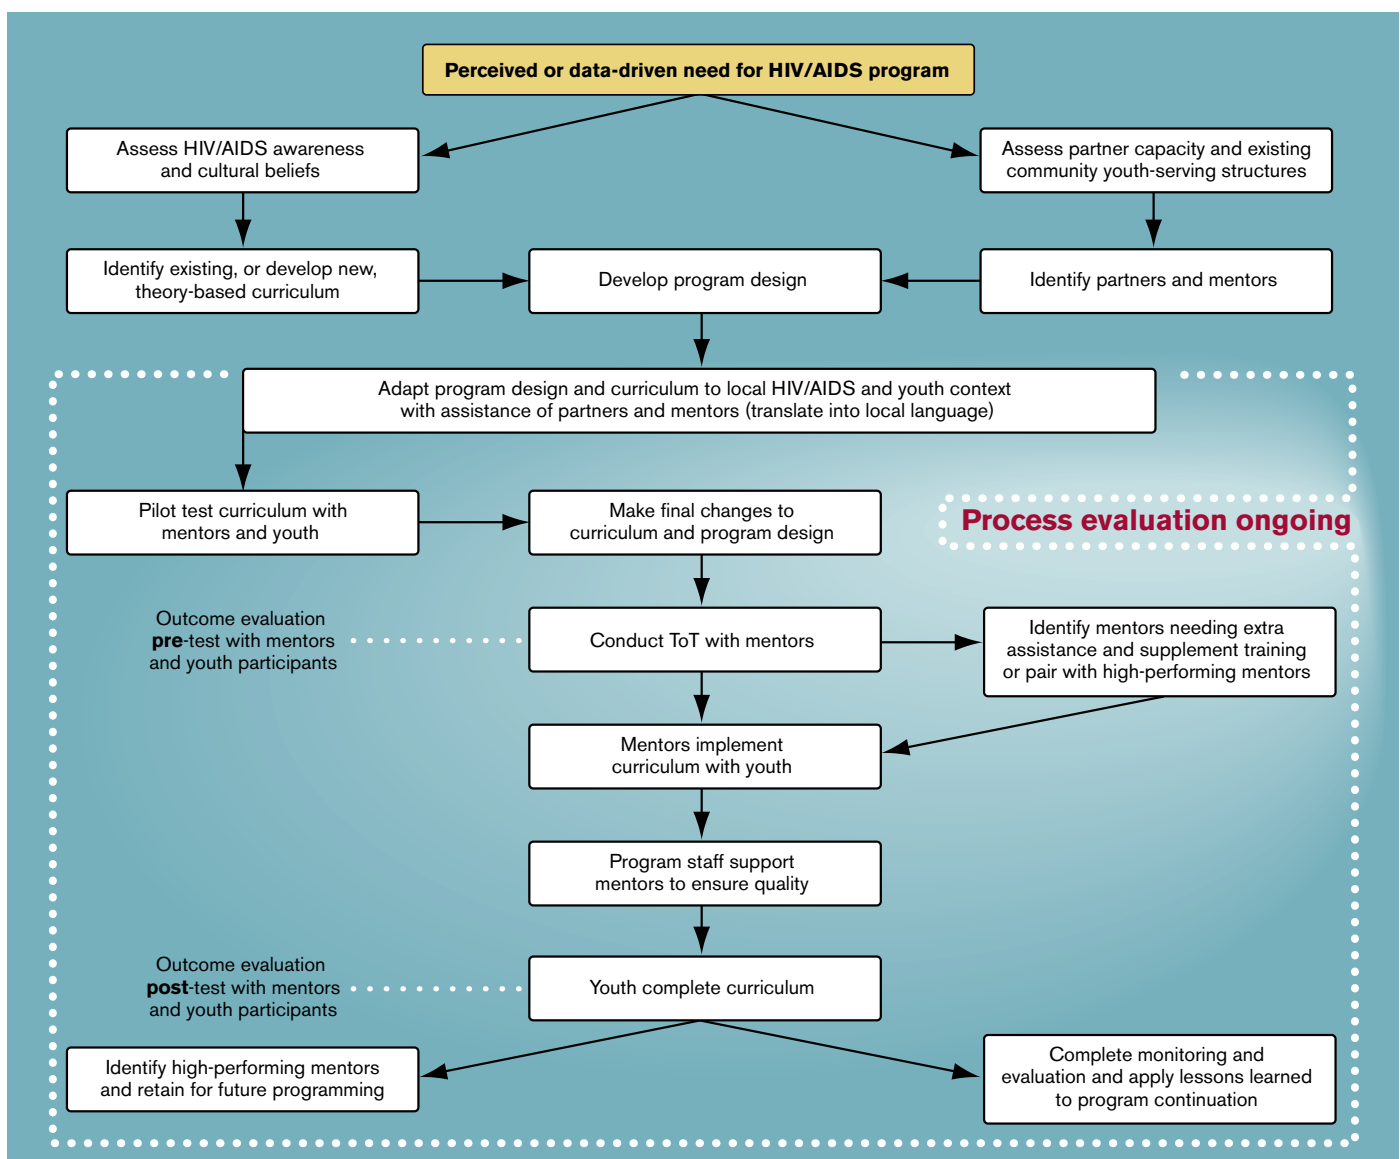 Perceived or data-driven need for HIV/AIDS program
Assess HIV/AIDS awareness
and cultural beliefs
Assess partner capacity and existing
community youth-serving structures
Identify existing, or develop new,
theory-based curriculum
Develop program design
Identify partners and mentors
Adapt program design and curriculum to local HIV/AIDS and youth context
with assistance of partners and mentors (translate into local language)
Pilot test curriculum with
mentors and youth
Make final changes to
curriculum and program design
Process evaluation ongoing
Outcome evaluation
pre-test with mentors
and youth participants
Conduct ToT with mentors
Identify mentors needing extra
assistance and supplement training
or pair with high-performing mentors
Mentors implement
curriculum with youth
Program staff support
mentors to ensure quality
Outcome evaluation
post-test with mentors
and youth participants
Youth complete curriculum
Identify high-performing mentors
and retain for future programming
Complete monitoring and
evaluation and apply lessons learned
to program continuation